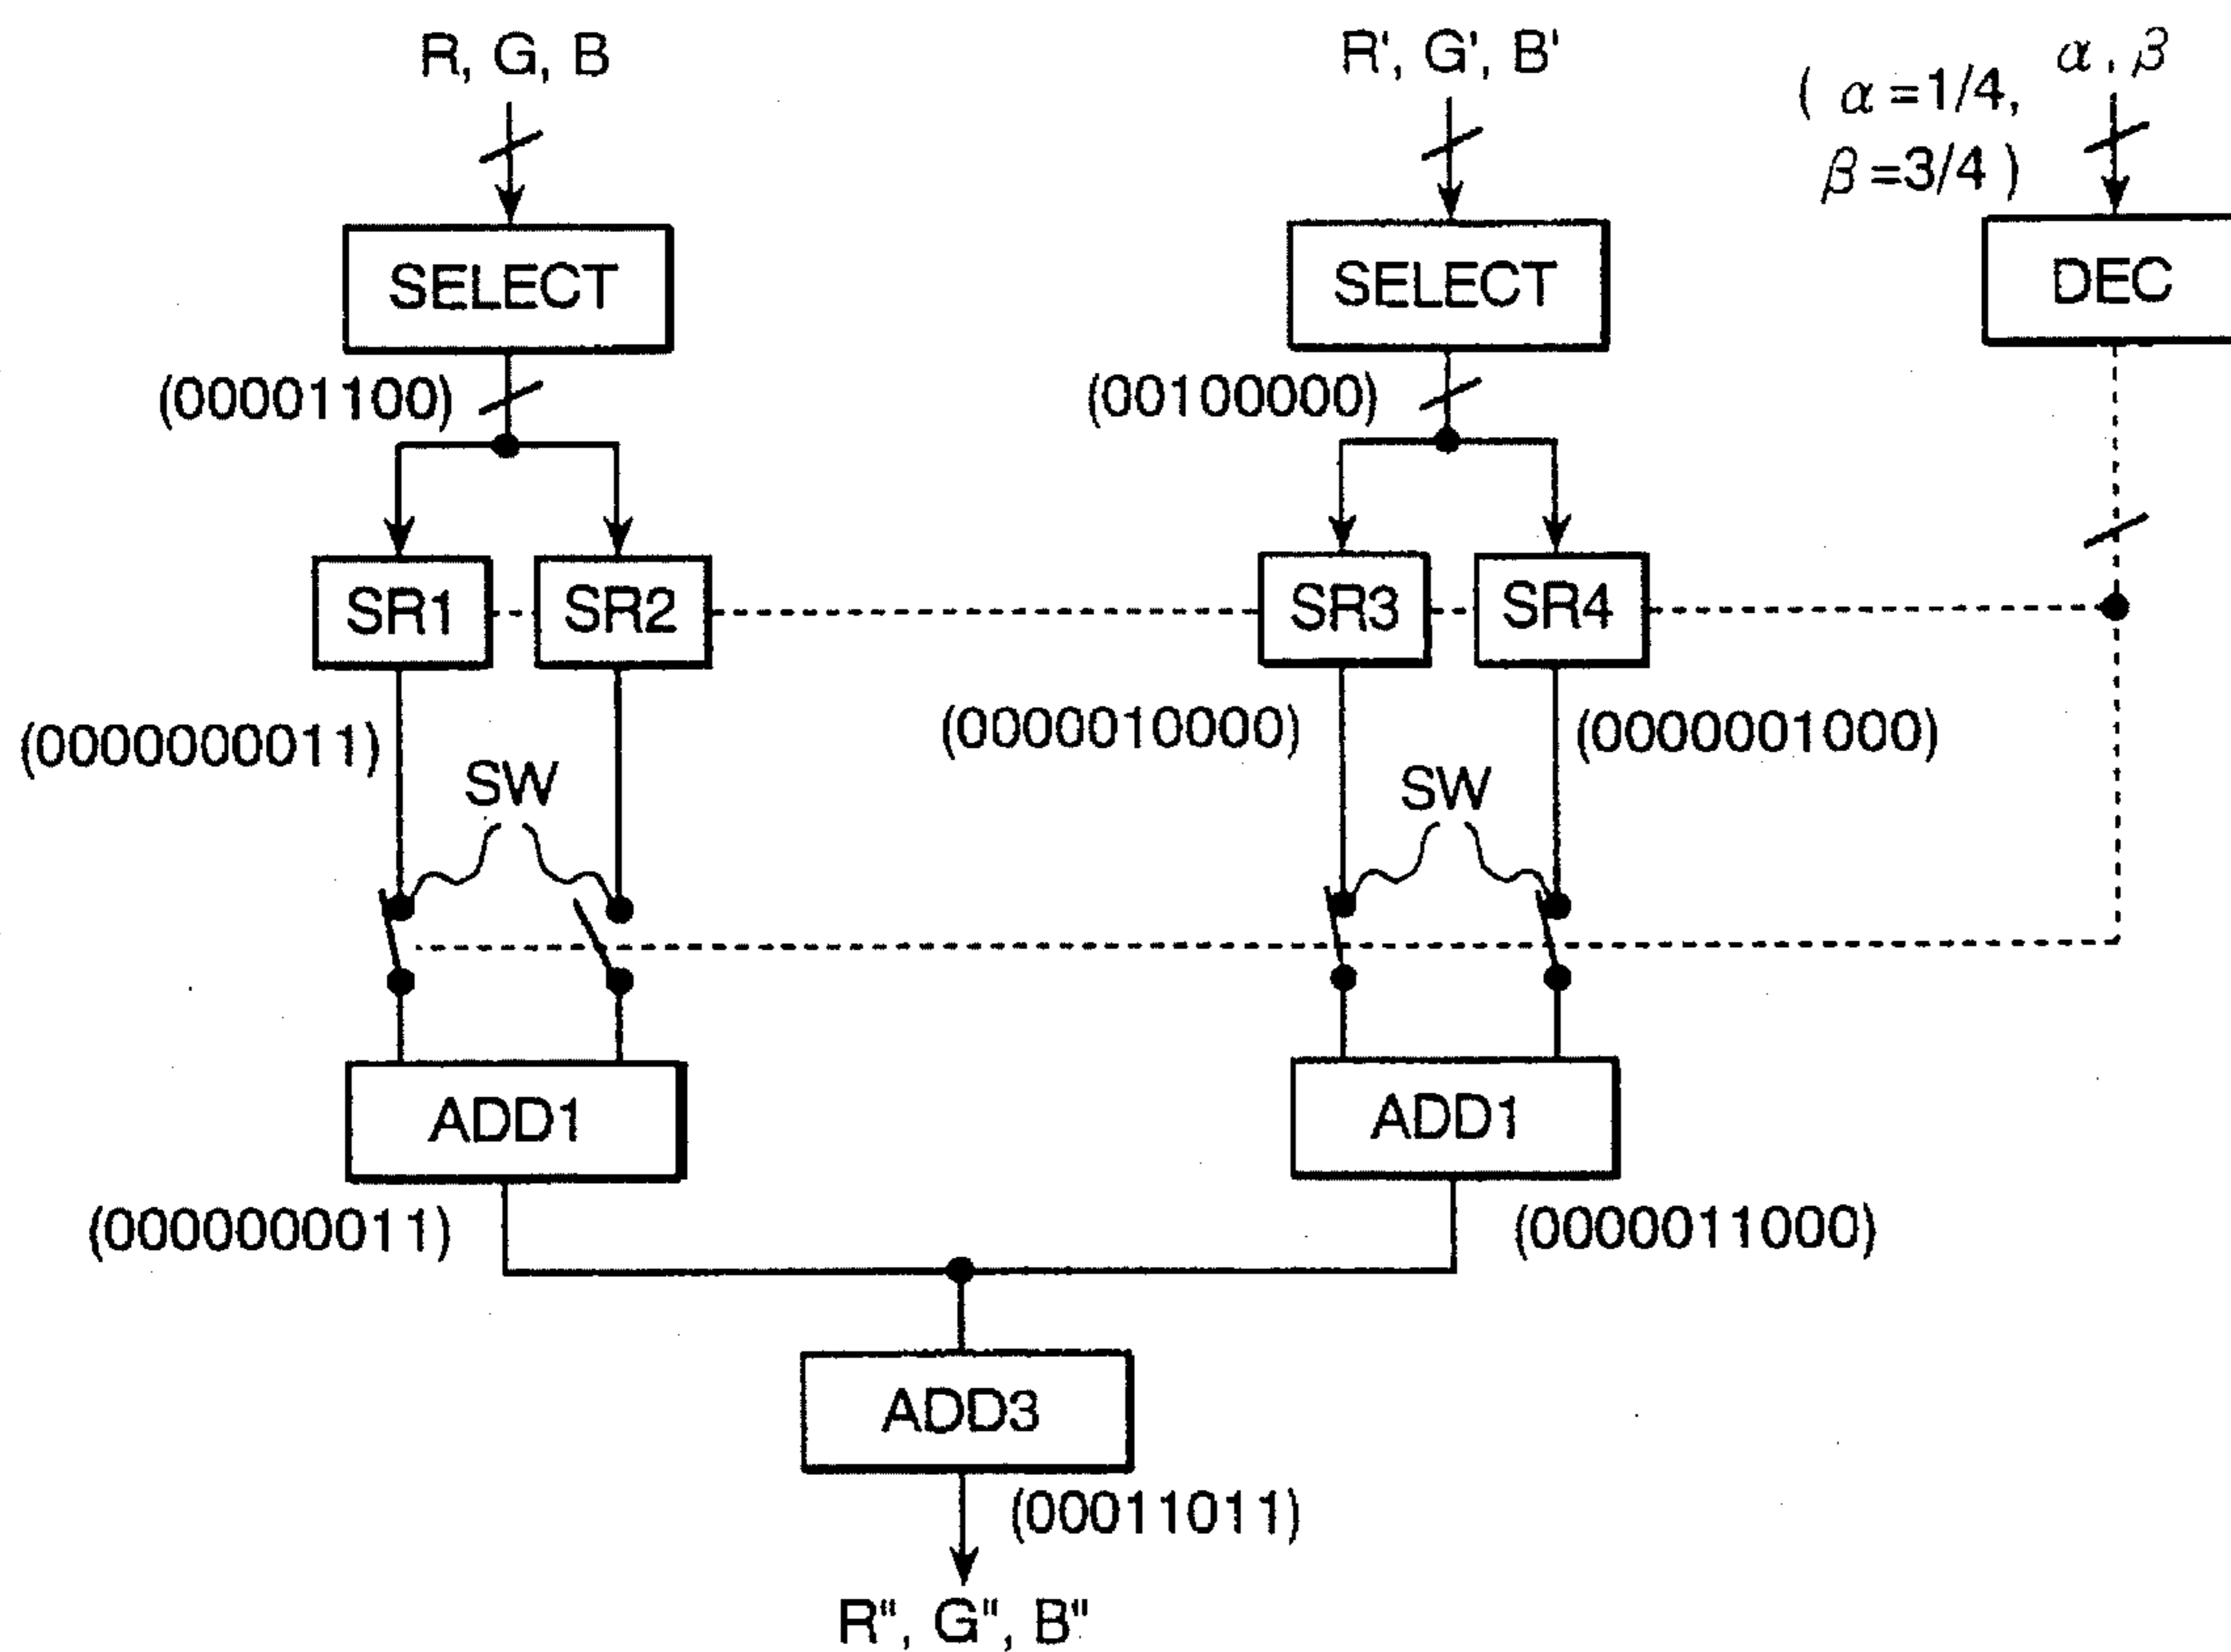 R, G, B
R', G', B'
α, β
( α =1/4,
β =3/4 )
SELECT
SELECT
DEC
(00001100)
(00100000)
SR1
SR2
SR3
SR4
(0000000011)
(0000010000)
(0000001000)
SW
SW
ADD1
ADD1
(0000000011)
(0000011000)
ADD3
(00011011)
R", G", B"